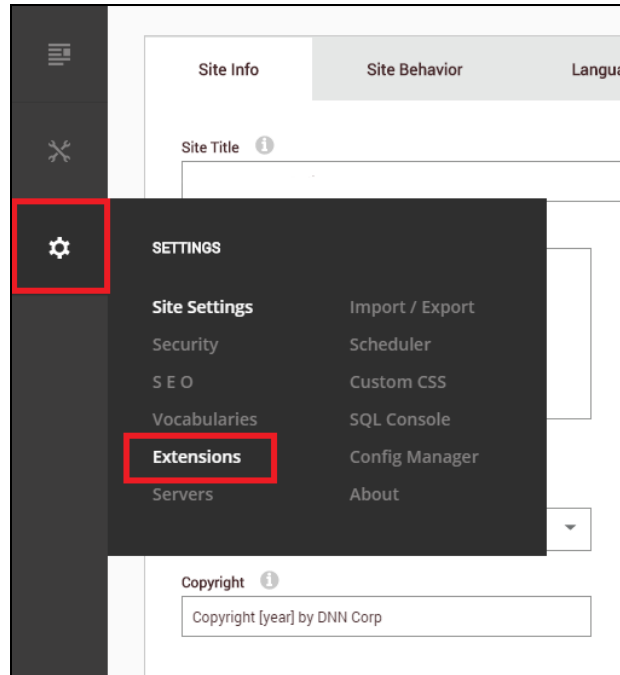 Site Info
Site Behavior
Langua
Site Title
SETTINGS
Site Settings
Import / Export
Security
Scheduler
S E O
Custom CSS
Vocabularies
SQL Console
Extensions
Config Manager
Servers
About
Copyright
Copyright [year] by DNN Corp